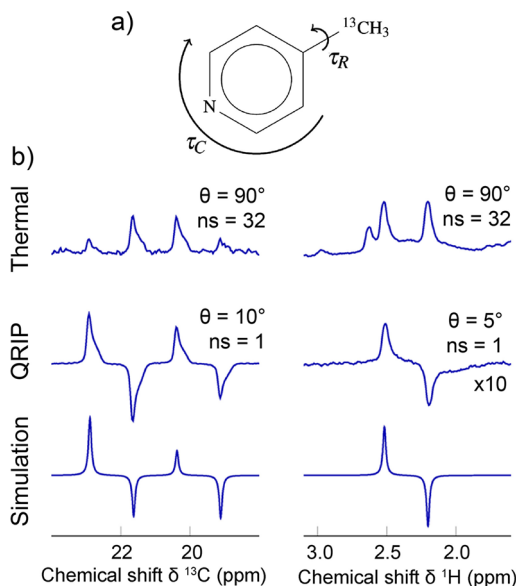 a)
¹³CH3
τR
N
τC
b)
Thermal
θ = 90°
ns = 32
θ = 90°
ns = 32
QRIP
θ = 10°
ns = 1
θ = 5°
ns = 1
x10
Simulation
22 20
3.0 2.5 2.0
Chemical shift δ ¹³C (ppm)
Chemical shift δ ¹H (ppm)